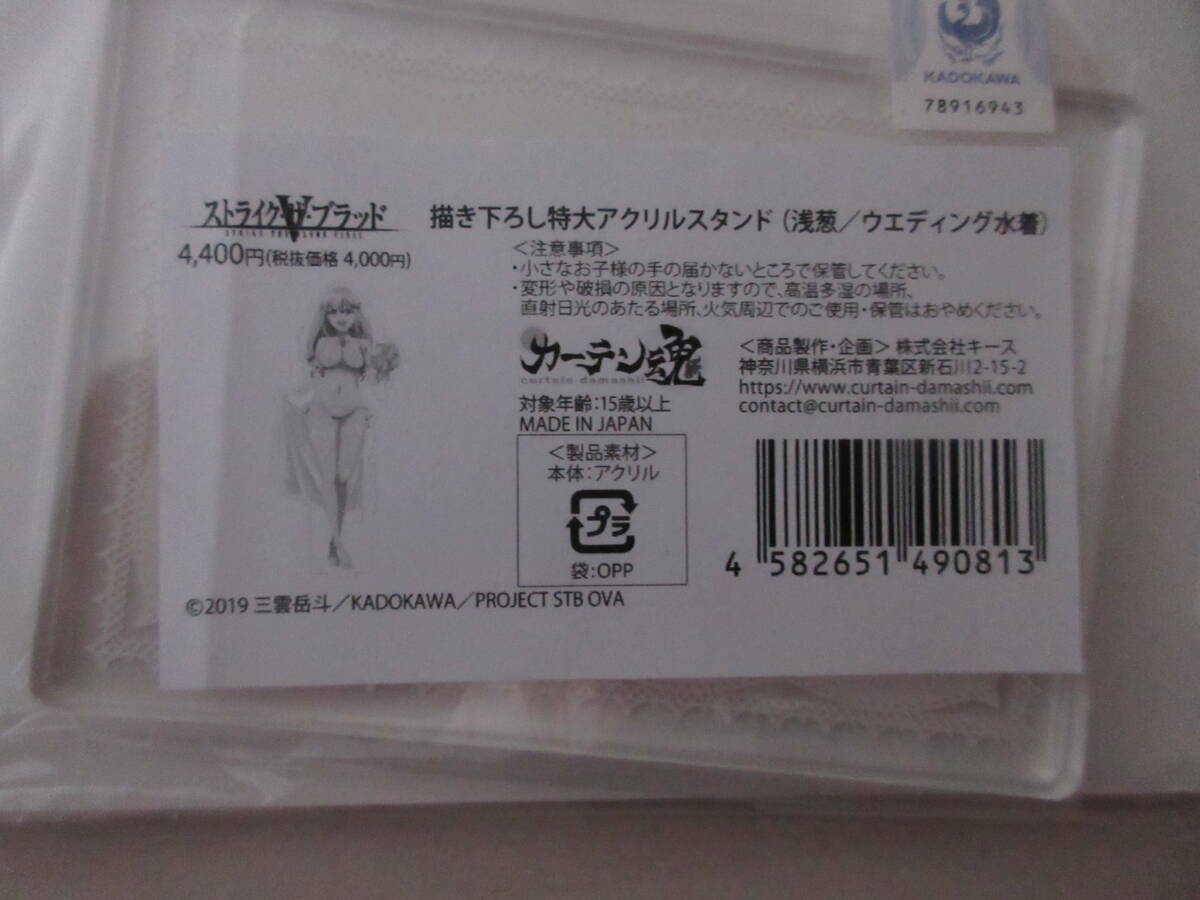 KADOKAWA
78916943
ストライク・ザ・ブラッド
V
STRIKE THE BLOOD FINAL
4,400円(税抜価格 4,000円)
描き下ろし特大アクリルスタンド（浅葱／ウエディング水着）
＜注意事項＞
・小さなお子様の手の届かないところで保管してください。
・変形や破損の原因となりますので、高温多湿の場所、
直射日光のあたる場所、火気周辺でのご使用・保管はおやめください。
カーテン魂
curtain-damashii
＜商品製作・企画＞ 株式会社キース
神奈川県横浜市青葉区新石川2-15-2
https://www.curtain-damashii.com
contact@curtain-damashii.com
対象年齢：15歳以上
MADE IN JAPAN
＜製品素材＞
本体：アクリル
プラ
袋：OPP
4 582651 490813
©2019 三雲岳斗／KADOKAWA／PROJECT STB OVA